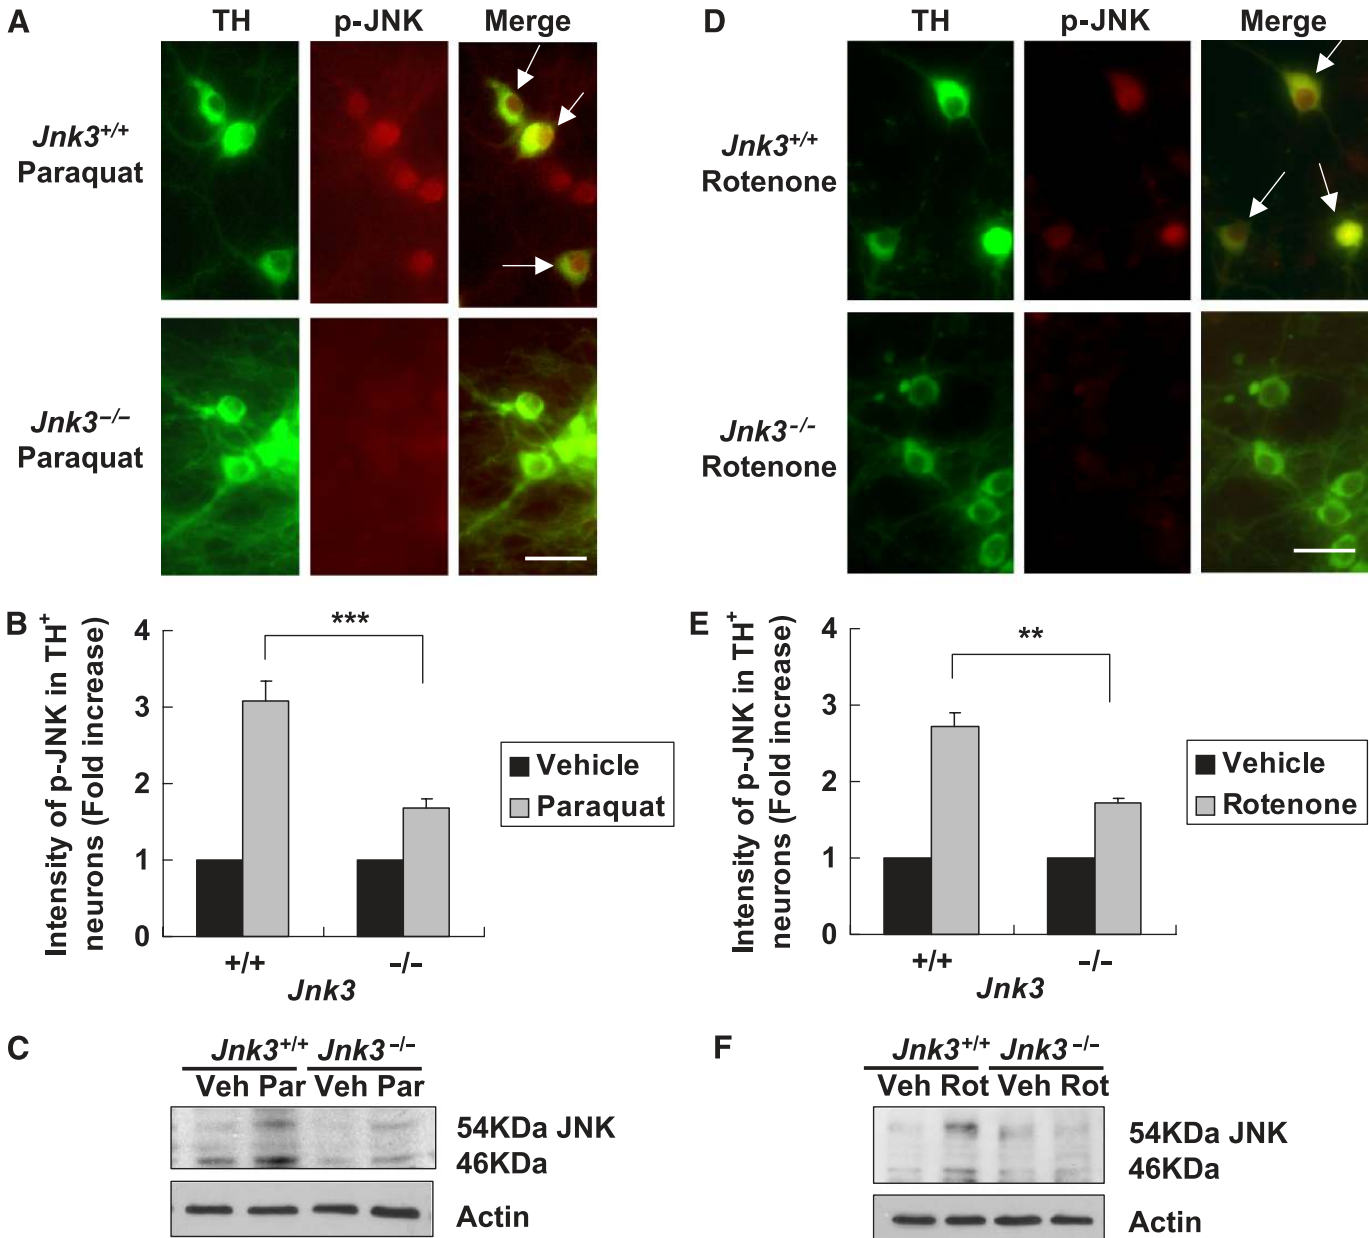 A
TH p-JNK Merge
Jnk3+/+
Paraquat
Jnk3−/−
Paraquat
D
TH p-JNK Merge
Jnk3+/+
Rotenone
Jnk3-/-
Rotenone
B
Intensity of p-JNK in TH+
neurons (Fold increase)
4
3
2
1
0
***
Vehicle
Paraquat
+/+ −/−
Jnk3
E
Intensity of p-JNK in TH+
neurons (Fold increase)
4
3
2
1
0
**
Vehicle
Rotenone
+/+ −/−
Jnk3
C
Jnk3+/+ Jnk3−/−
Veh Par Veh Par
54KDa JNK
46KDa
Actin
F
Jnk3+/+ Jnk3−/−
Veh Rot Veh Rot
54KDa JNK
46KDa
Actin